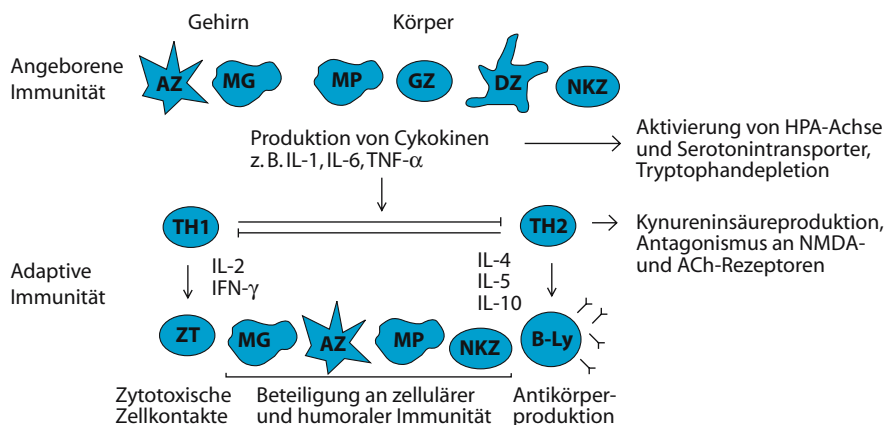 Gehirn
Körper
Angeborene
Immunität
AZ
MG
MP
GZ
DZ
NKZ
Produktion von Cykokinen
z. B. IL-1, IL-6, TNF-α
Aktivierung von HPA-Achse
und Serotonintransporter,
Tryptophandepletion
TH1
TH2
Kynureninsäureproduktion,
Antagonismus an NMDA-
und ACh-Rezeptoren
Adaptive
Immunität
IL-2
IFN-γ
IL-4
IL-5
IL-10
ZT
MG
AZ
MP
NKZ
B-Ly
Zytotoxische
Zellkontakte
Beteiligung an zellulärer
und humoraler Immunität
Antikörper-
produktion